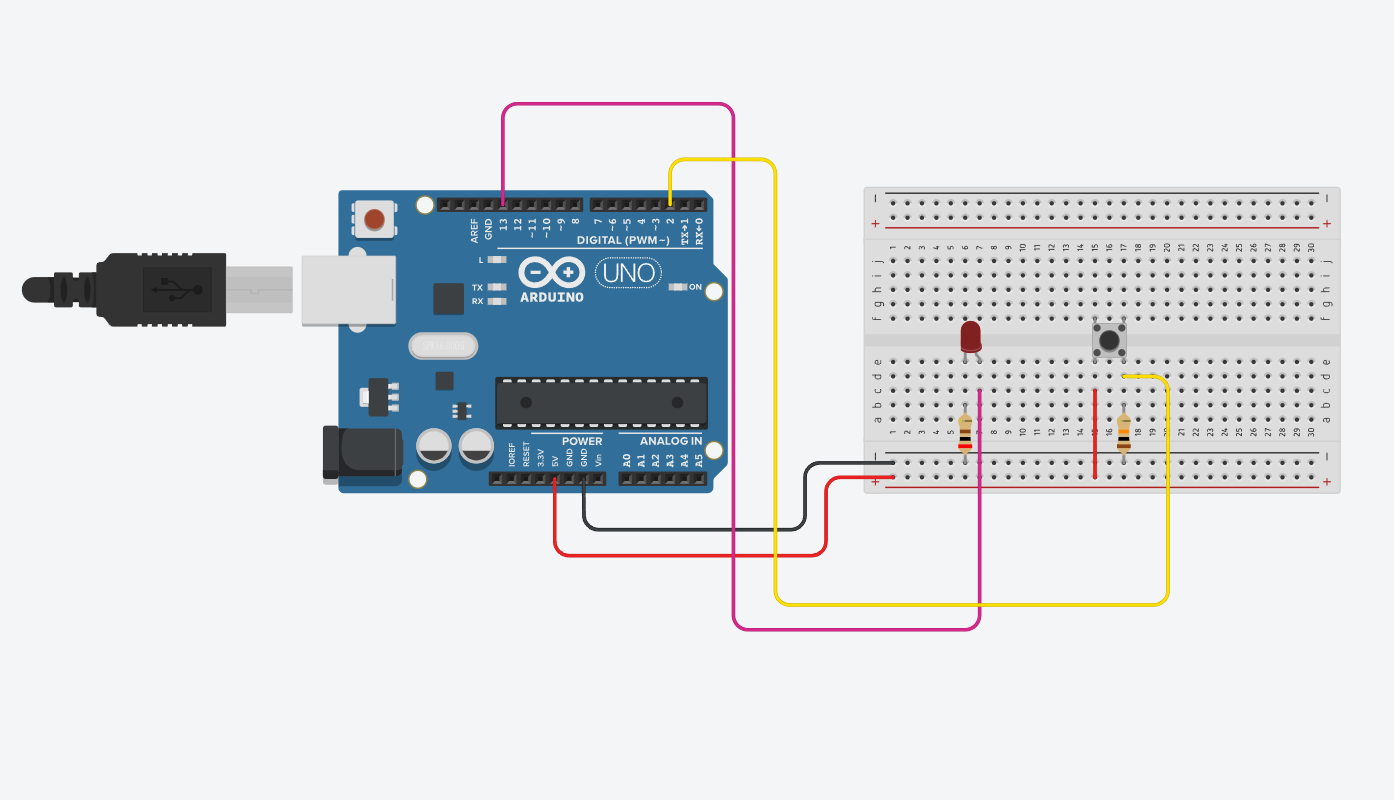 AREF
GND
13
12
~11
~10
~9
8
7
~6
~5
~4
~3
2
TX→1
RX←0
DIGITAL (PWM~)
L
TX
RX
UNO
ON
ARDUINO
POWER
ANALOG IN
IOREF
RESET
3.3V
5V
GND
GND
Vin
A0
A1
A2
A3
A4
A5
− −
+ +
1 2 3 4 5 6 7 8 9 10 11 12 13 14 15 16 17 18 19 20 21 22 23 24 25 26 27 28 29 30
j j
i i
h h
g g
f f
e e
d d
c c
b b
a a
1 2 3 4 5 6 7 8 9 10 11 12 13 14 15 16 17 18 19 20 21 22 23 24 25 26 27 28 29 30
− −
+ +